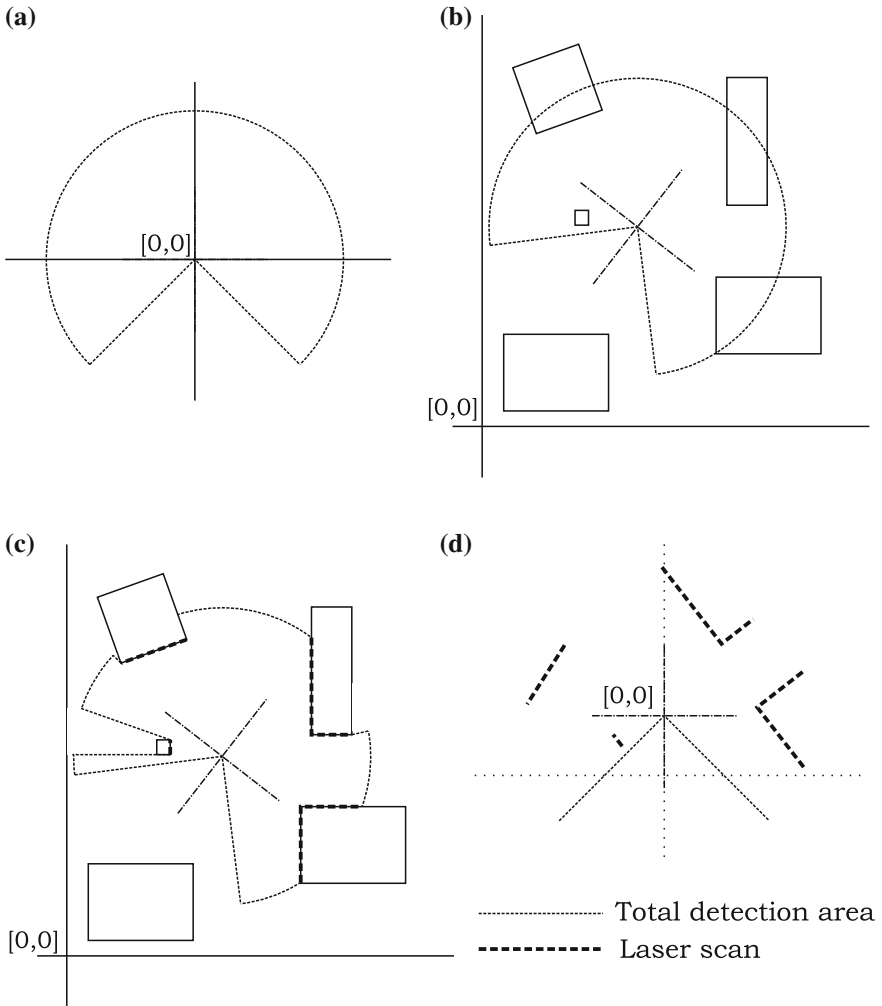 (a)
[0,0]
(b)
[0,0]
(c)
[0,0]
(d)
[0,0]
Total detection area
Laser scan